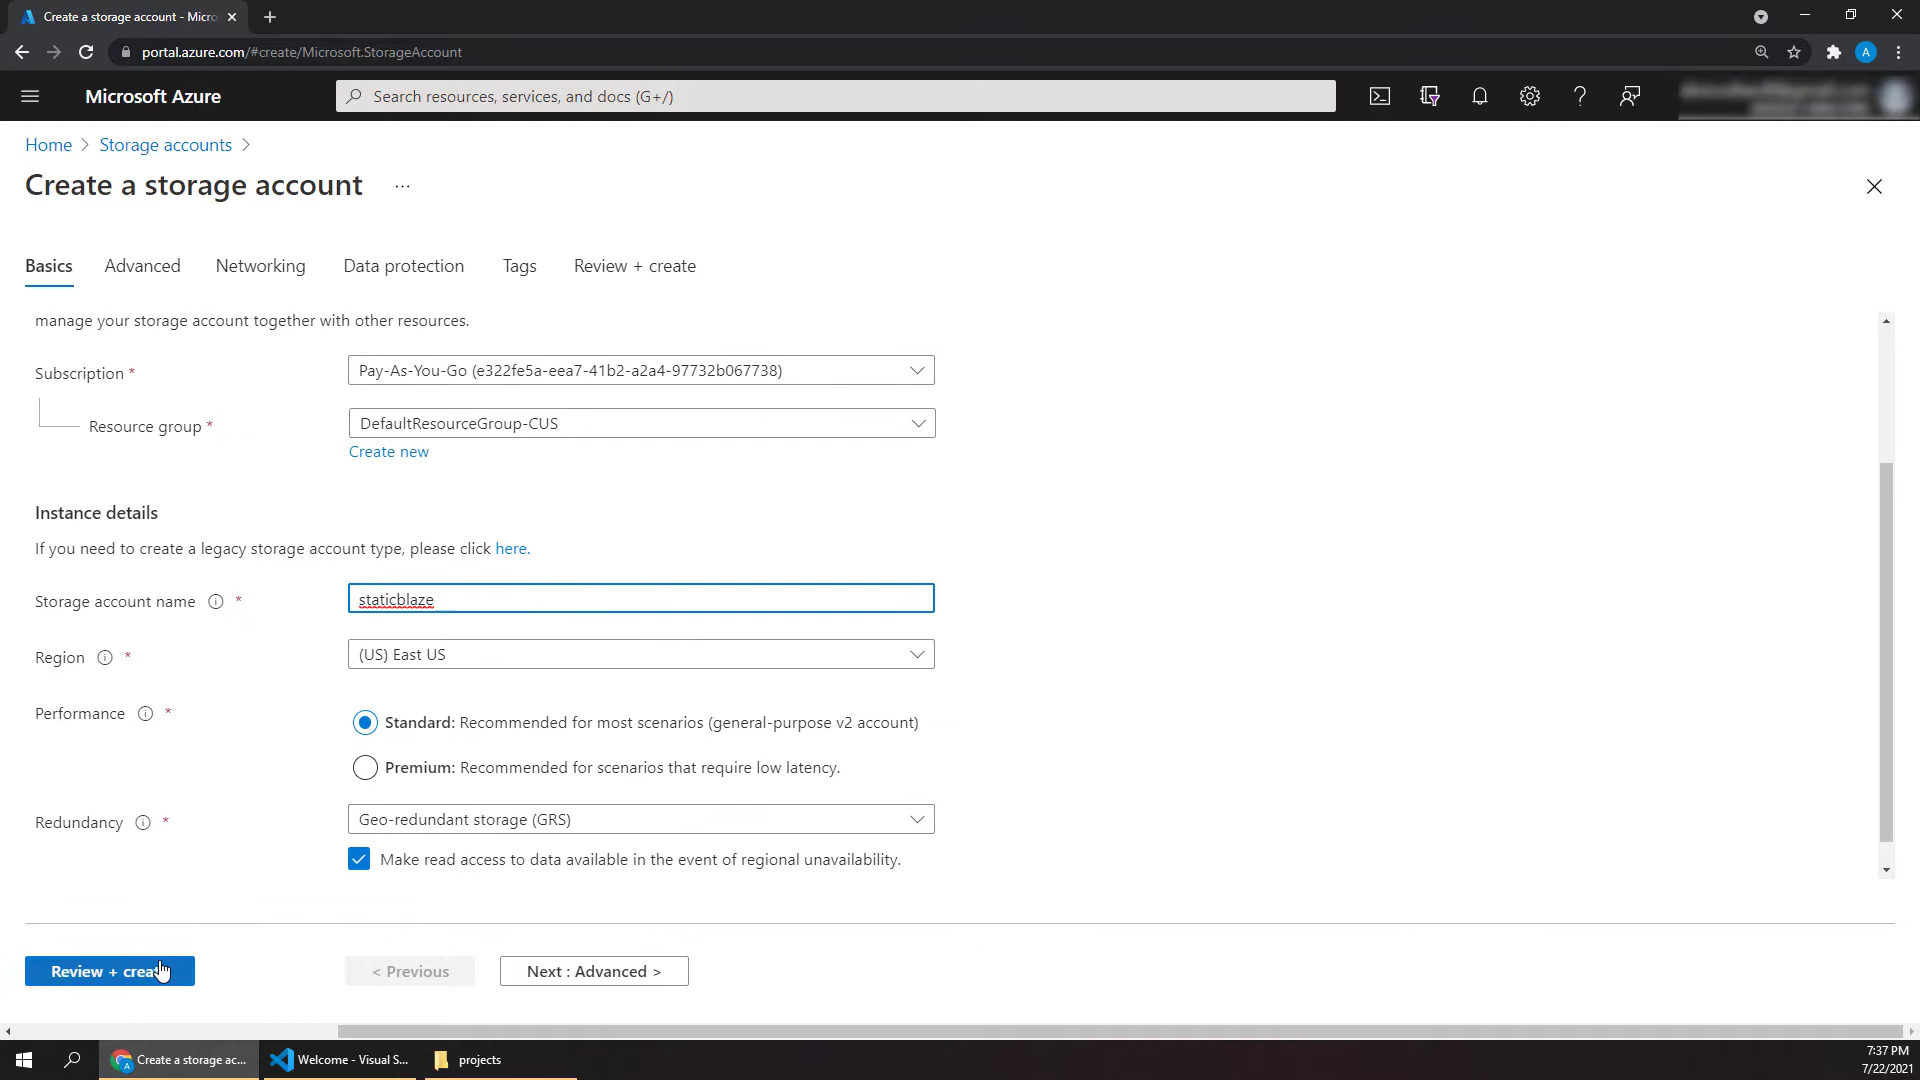 Create a storage account - Micro
portal.azure.com/#create/Microsoft.StorageAccount
A
Microsoft Azure
Search resources, services, and docs (G+/)
Home > Storage accounts >
Create a storage account ...
Basics Advanced Networking Data protection Tags Review + create
manage your storage account together with other resources.
Subscription *
Pay-As-You-Go (e322fe5a-eea7-41b2-a2a4-97732b067738)
Resource group *
DefaultResourceGroup-CUS
Create new
Instance details
If you need to create a legacy storage account type, please click here.
Storage account name *
staticblaze
Region *
(US) East US
Performance *
Standard: Recommended for most scenarios (general-purpose v2 account)
Premium: Recommended for scenarios that require low latency.
Redundancy *
Geo-redundant storage (GRS)
Make read access to data available in the event of regional unavailability.
Review + crea
< Previous
Next : Advanced >
Create a storage ac...
Welcome - Visual S...
projects
7:37 PM
7/22/2021